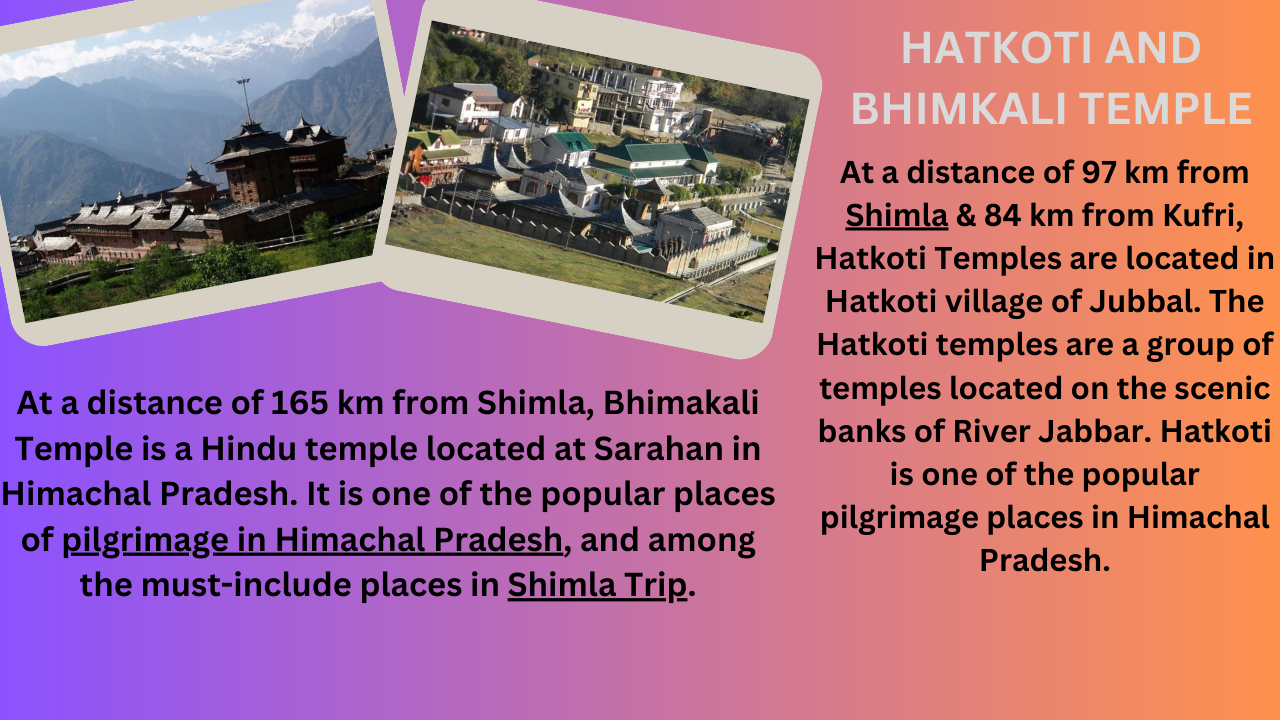 HATKOTI AND
BHIMKALI TEMPLE
At a distance of 97 km from
Shimla & 84 km from Kufri,
Hatkoti Temples are located in
Hatkoti village of Jubbal. The
Hatkoti temples are a group of
temples located on the scenic
banks of River Jabbar. Hatkoti
is one of the popular
pilgrimage places in Himachal
Pradesh.
At a distance of 165 km from Shimla, Bhimakali
Temple is a Hindu temple located at Sarahan in
Himachal Pradesh. It is one of the popular places
of pilgrimage in Himachal Pradesh, and among
the must-include places in Shimla Trip.